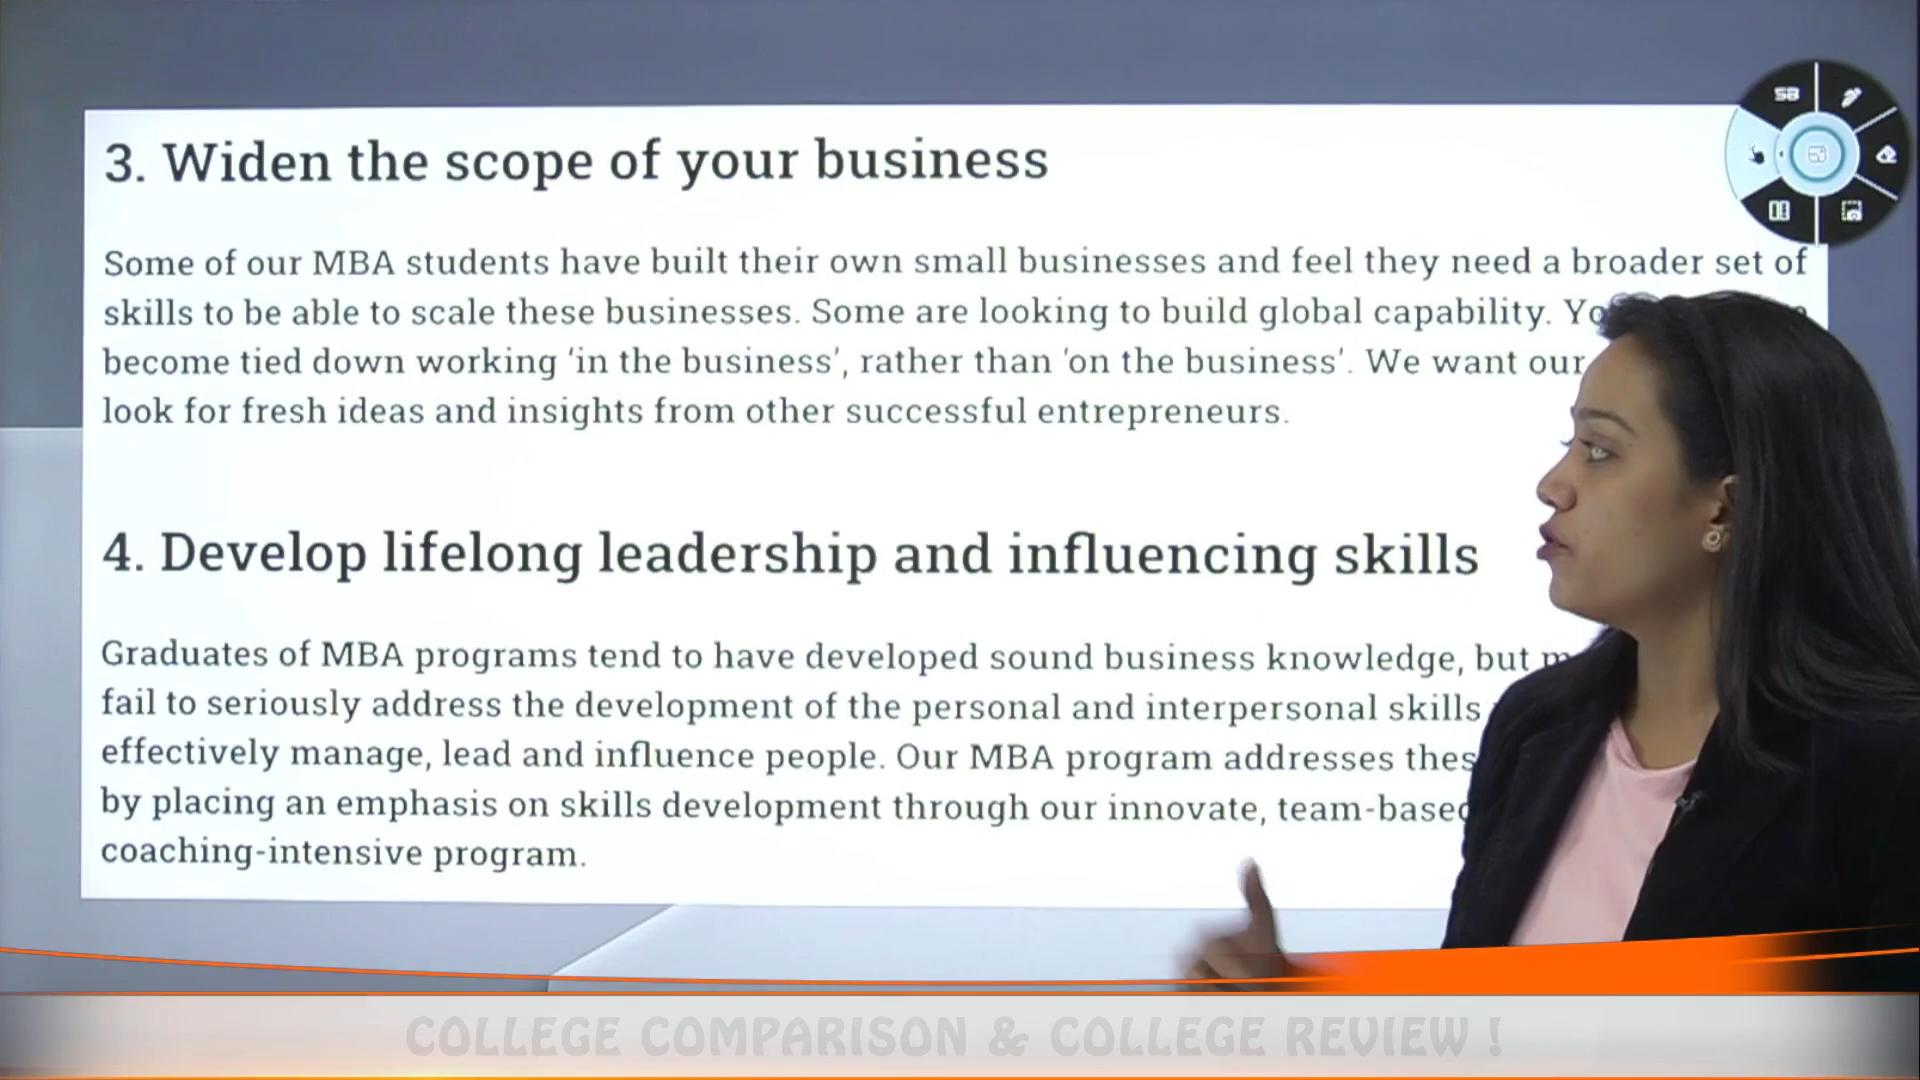 SB
3. Widen the scope of your business
Some of our MBA students have built their own small businesses and feel they need a broader set of
skills to be able to scale these businesses. Some are looking to build global capability.
become tied down working ‘in the business’, rather than ‘on the business’. We want our
look for fresh ideas and insights from other successful entrepreneurs.
4. Develop lifelong leadership and influencing skills
Graduates of MBA programs tend to have developed sound business knowledge, but
fail to seriously address the development of the personal and interpersonal skills
effectively manage, lead and influence people. Our MBA program addresses
by placing an emphasis on skills development through our innovate,
coaching-intensive program.
COLLEGE COMPARISON & COLLEGE REVIEW !